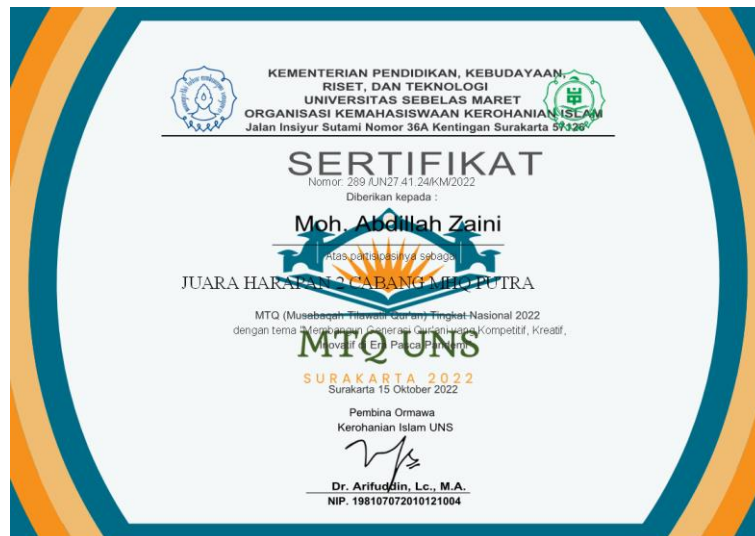 KEMENTERIAN PENDIDIKAN, KEBUDAYAAN,
RISET, DAN TEKNOLOGI
UNIVERSITAS SEBELAS MARET
ORGANISASI KEMAHASISWAAN KEROHANIAN ISLAM
Jalan Insiyur Sutami Nomor 36A Kentingan Surakarta 57126
SERTIFIKAT
Nomor: 289 /UN27.41.24/KM/2022
Diberikan kepada :
Moh. Abdillah Zaini
Atas partisipasinya sebagai
JUARA HARAPAN 2 CABANG MHQ PUTRA
MTQ (Musabaqah Tilawatil Qur'an) Tingkat Nasional 2022
dengan tema "Membangun Generasi Qur'ani yang Kompetitif, Kreatif,
Inovatif di Era Pasca Pandemi"
MTQ UNS
SURAKARTA 2022
Surakarta 15 Oktober 2022
Pembina Ormawa
Kerohanian Islam UNS
Dr. Arifuddin, Lc., M.A.
NIP. 198107072010121004